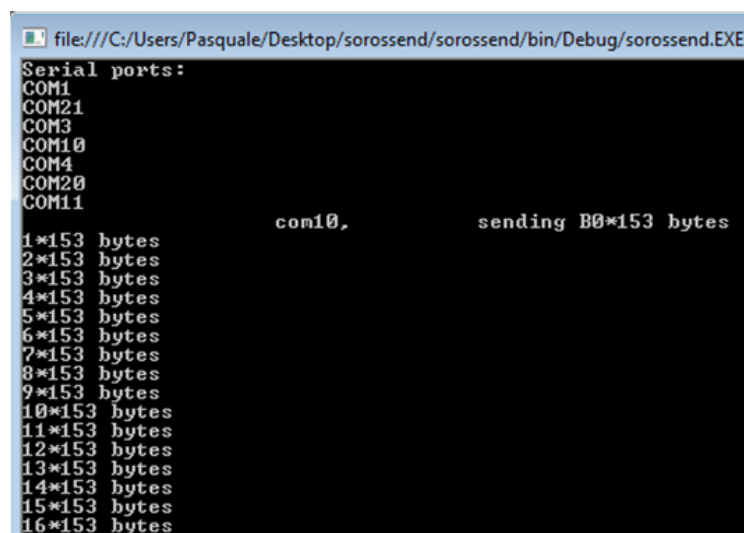 file:///C:/Users/Pasquale/Desktop/sorossend/sorossend/bin/Debug/sorossend.EXE
Serial ports:
COM1
COM21
COM3
COM10
COM4
COM20
COM11
com10, sending B0*153 bytes
1*153 bytes
2*153 bytes
3*153 bytes
4*153 bytes
5*153 bytes
6*153 bytes
7*153 bytes
8*153 bytes
9*153 bytes
10*153 bytes
11*153 bytes
12*153 bytes
13*153 bytes
14*153 bytes
15*153 bytes
16*153 bytes